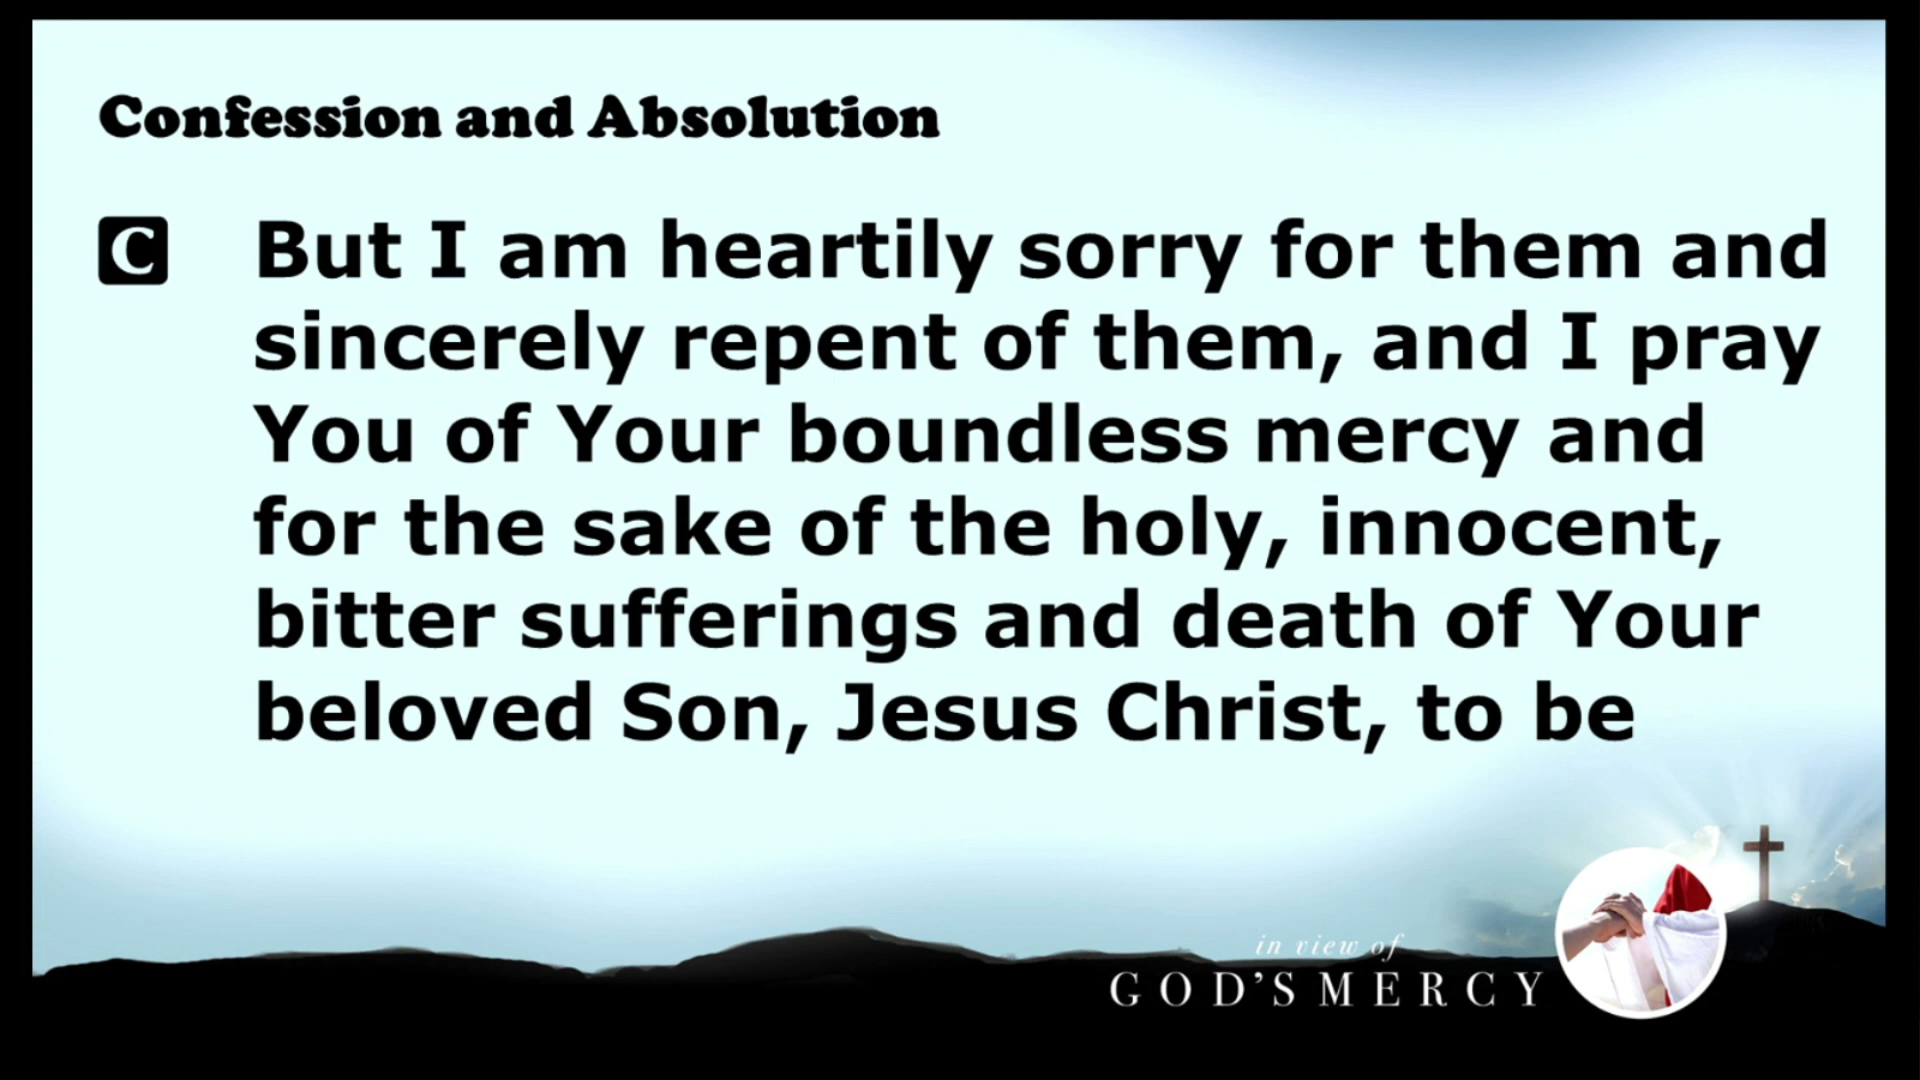 Confession and Absolution
C But I am heartily sorry for them and
sincerely repent of them, and I pray
You of Your boundless mercy and
for the sake of the holy, innocent,
bitter sufferings and death of Your
beloved Son, Jesus Christ, to be
in view of
GOD'S MERCY